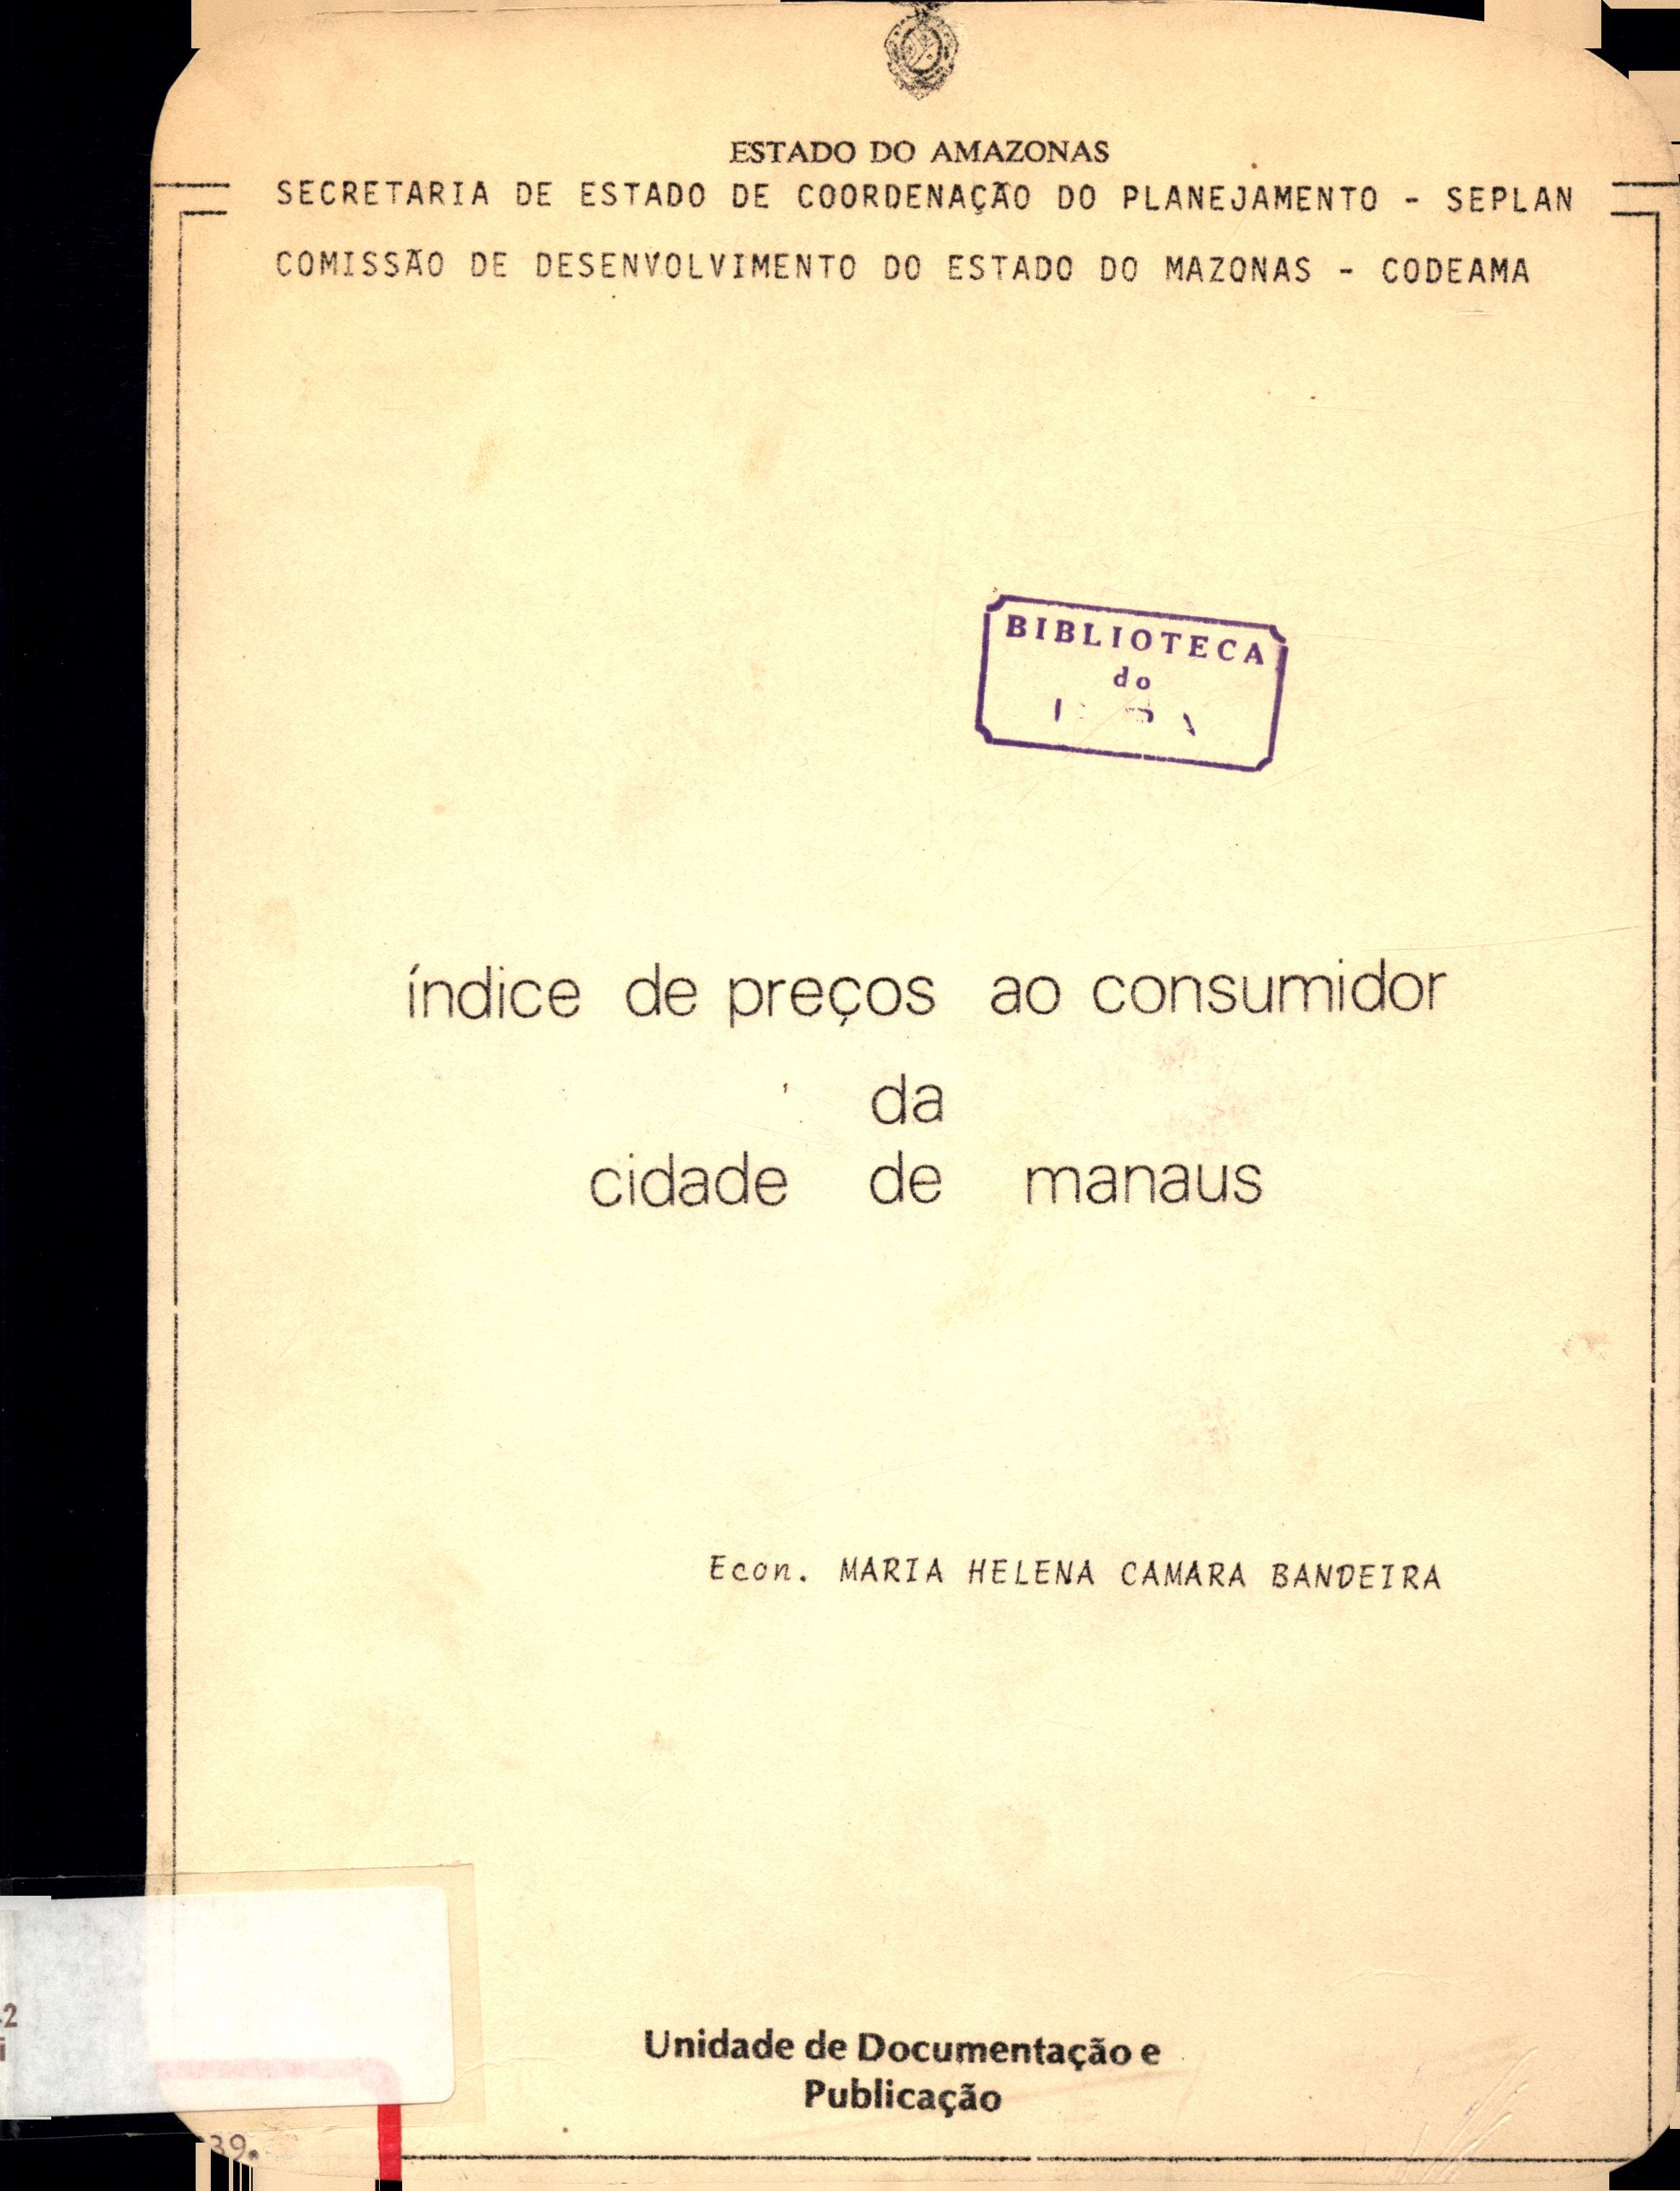 ESTADO DO AMAZONAS
SECRETARIA DE ESTADO DE COORDENAÇÃO DO PLANEJAMENTO - SEPLAN
COMISSÃO DE DESENVOLVIMENTO DO ESTADO DO MAZONAS - CODEAMA
BIBLIOTECA
do
índice de preços ao consumidor
da
cidade de manaus
Econ. MARIA HELENA CAMARA BANDEIRA
Unidade de Documentação e
Publicação
39.